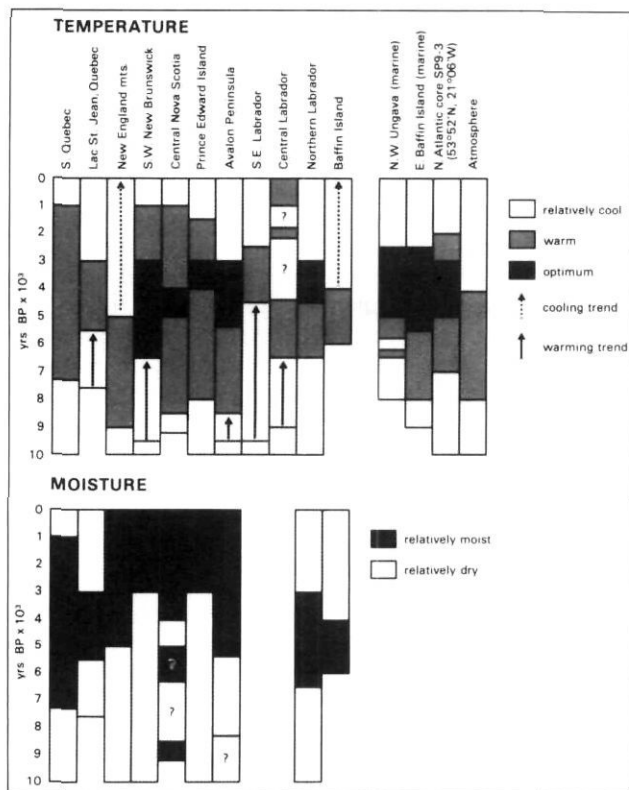 TEMPERATURE
S. Quebec
Lac St. Jean, Quebec
New England mts.
S.W. New Brunswick
Central Nova Scotia
Prince Edward Island
Avalon Peninsula
S.E. Labrador
Central Labrador
Northern Labrador
Baffin Island
N.W. Ungava (marine)
E. Baffin Island (marine)
N. Atlantic core SP9-3
(53°52'N, 21°06'W)
Atmosphere
0
1
2
3
4
5
6
7
8
9
10
yrs. BP x 10³
?
?
relatively cool
warm
optimum
cooling trend
warming trend
MOISTURE
0
1
2
3
4
5
6
7
8
9
10
yrs BP x 10³
?
?
?
relatively moist
relatively dry